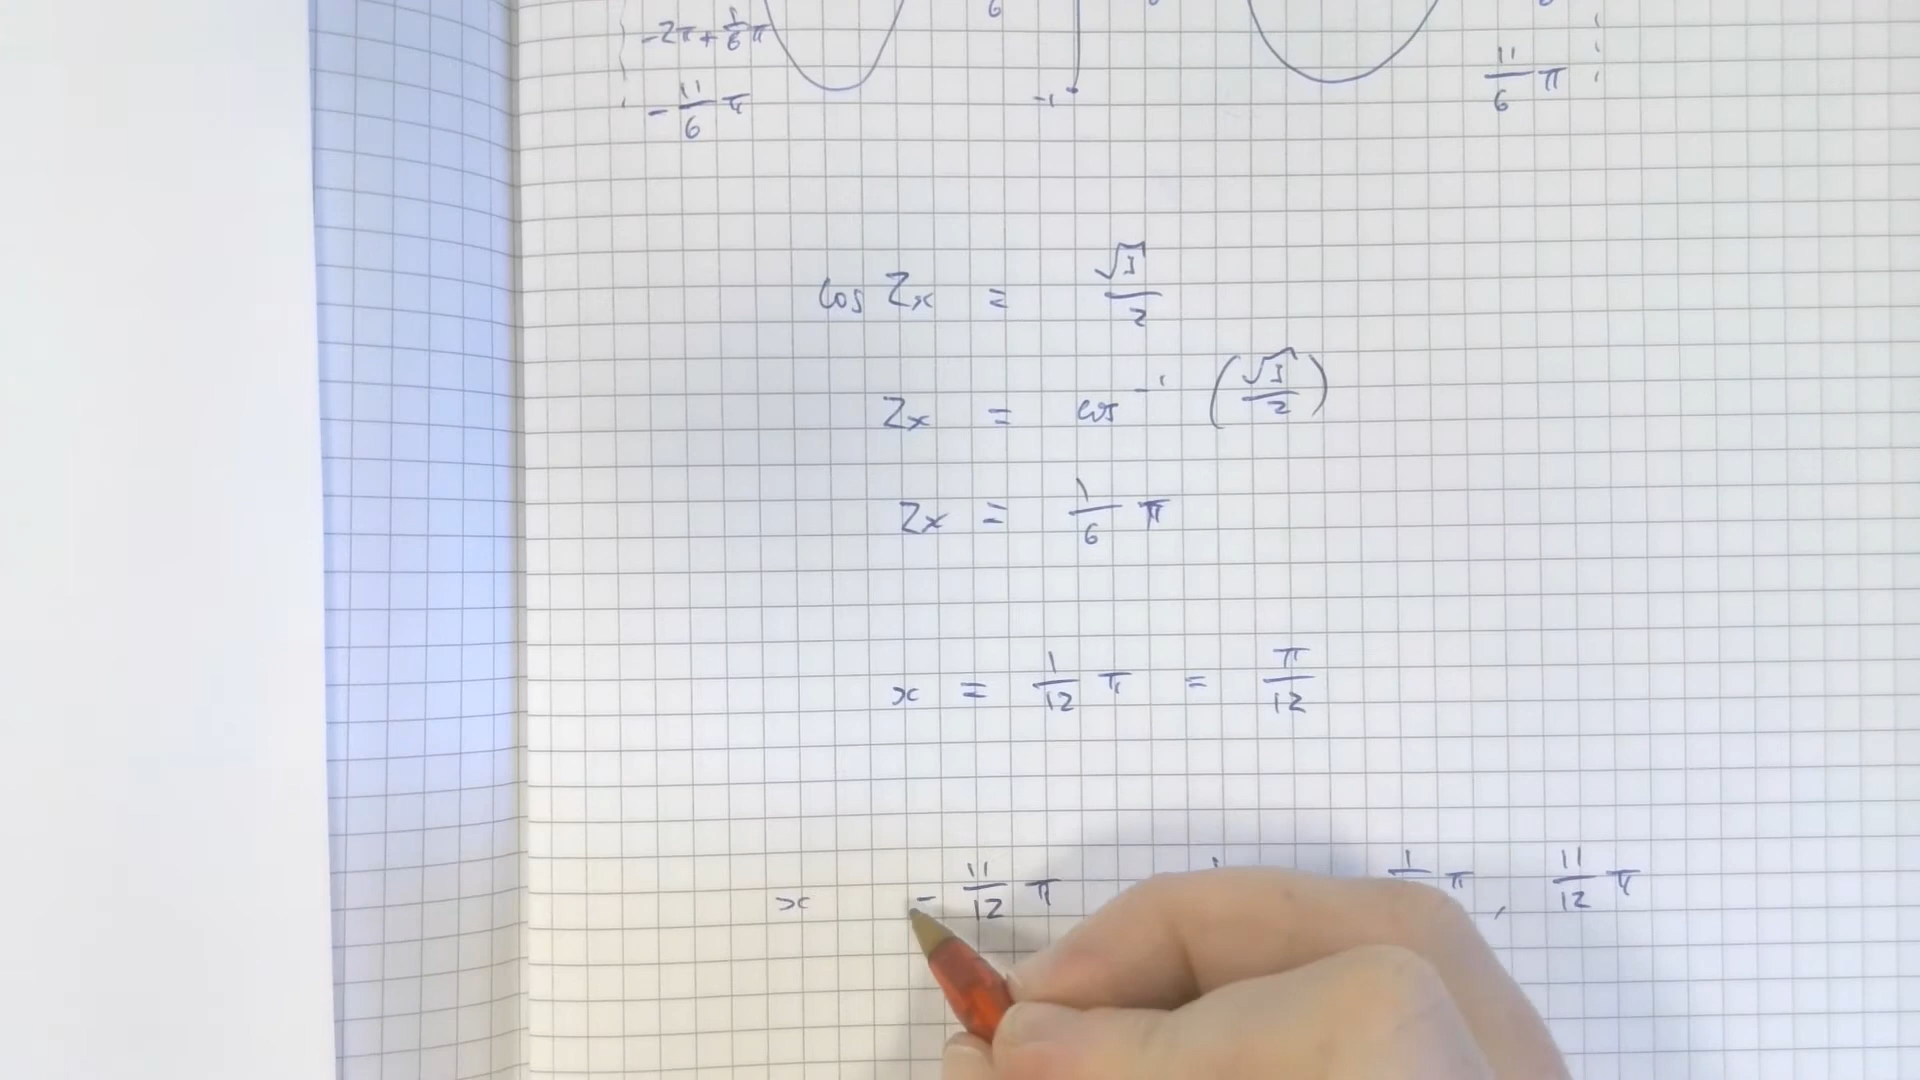 -2π + 1/6 π
-11/6 π
6
-1
11/6 π
cos 2x = √3/2
2x = cos⁻¹ (√3/2)
2x = 1/6 π
x = 1/12 π = π/12
x -11/12 π π , 11/12 π